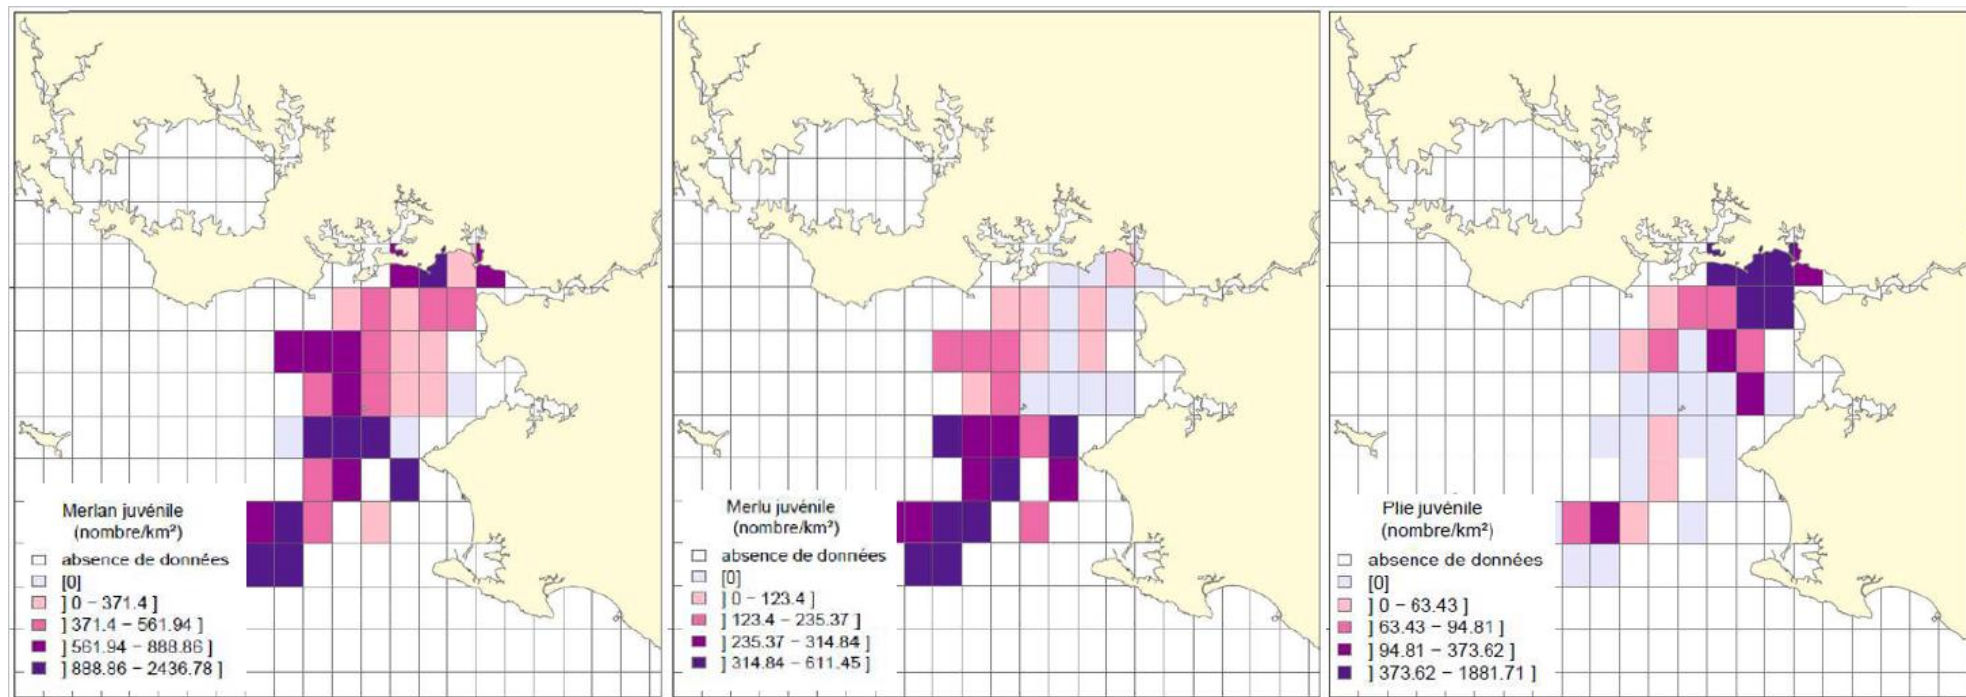 Merlan juvénile
(nombre/km²)
absence de données
[0]
] 0 – 371.4 ]
] 371.4 – 561.94 ]
] 561.94 – 888.86 ]
] 888.86 – 2436.78 ]
Merlu juvénile
(nombre/km²)
absence de données
[0]
] 0 – 123.4 ]
] 123.4 – 235.37 ]
] 235.37 – 314.84 ]
] 314.84 – 611.45 ]
Plie juvénile
(nombre/km²)
absence de données
[0]
] 0 – 63.43 ]
] 63.43 – 94.81 ]
] 94.81 – 373.62 ]
] 373.62 – 1881.71 ]